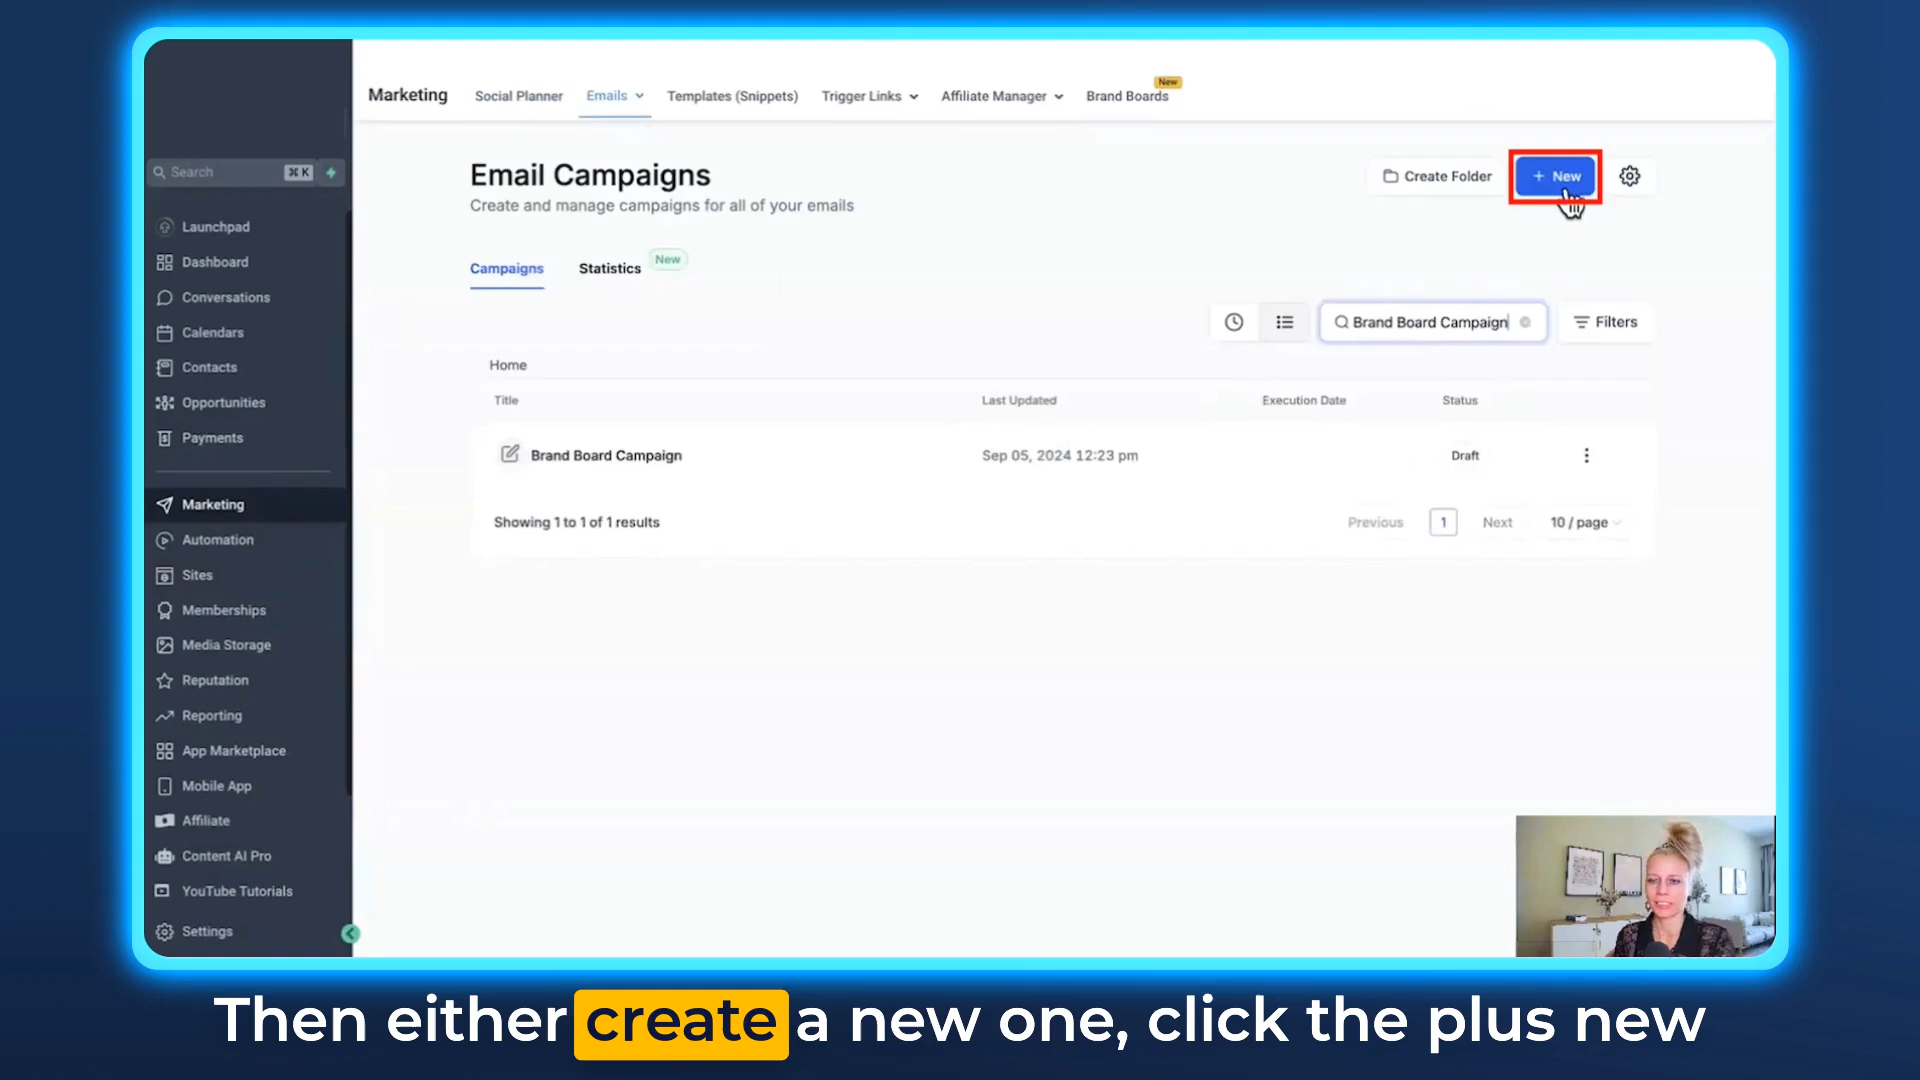 Marketing
Social Planner
Emails
Templates (Snippets)
Trigger Links
Affiliate Manager
Brand Boards
New
Search
⌘ K
Launchpad
Dashboard
Conversations
Calendars
Contacts
Opportunities
Payments
Marketing
Automation
Sites
Memberships
Media Storage
Reputation
Reporting
App Marketplace
Mobile App
Affiliate
Content AI Pro
YouTube Tutorials
Settings
Email Campaigns
Create and manage campaigns for all of your emails
Create Folder
+ New
Campaigns
Statistics
New
Brand Board Campaign
Filters
Home
Title
Last Updated
Execution Date
Status
Brand Board Campaign
Sep 05, 2024 12:23 pm
Draft
Showing 1 to 1 of 1 results
Previous
1
Next
10 / page
Then either create a new one, click the plus new